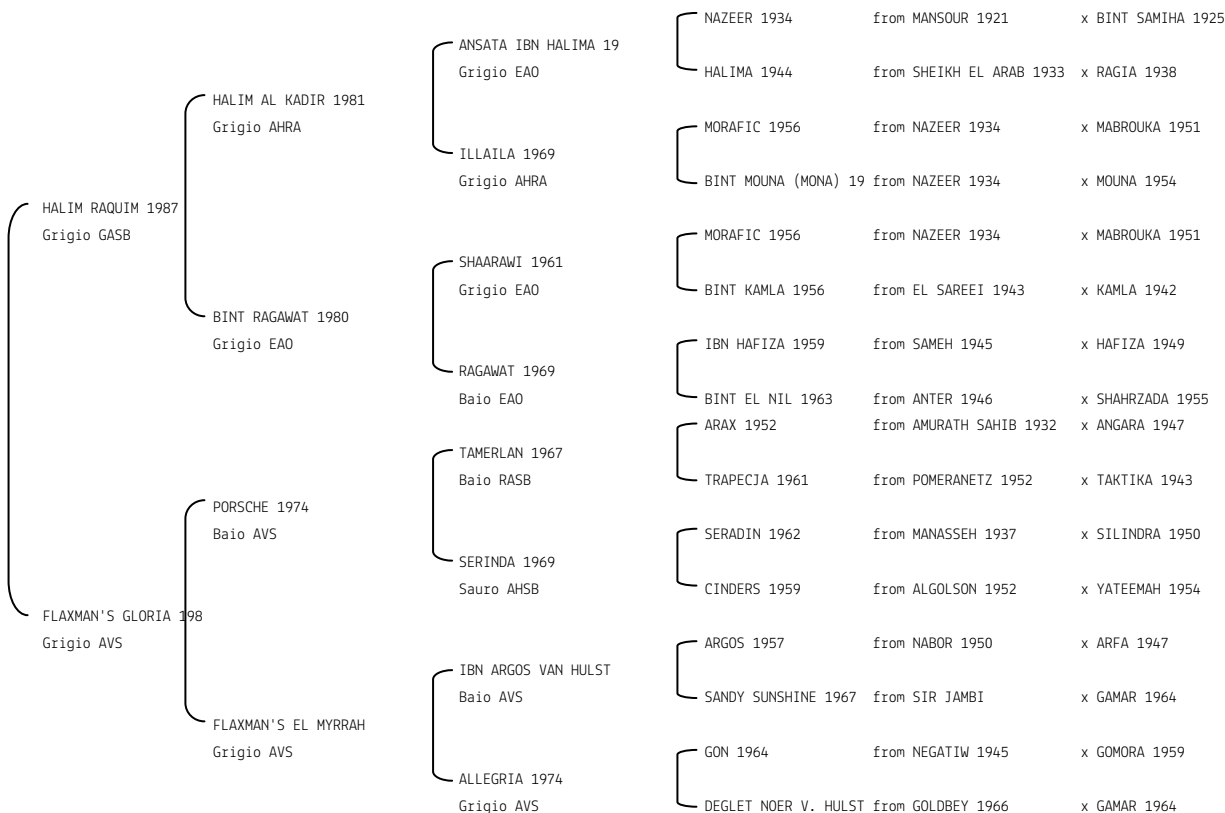 NAZEER 1934 from MANSOUR 1921 x BINT SAMIHA 1925
ANSATA IBN HALIMA 19
Grigio EAO
HALIMA 1944 from SHEIKH EL ARAB 1933 x RAGIA 1938
HALIM AL KADIR 1981
Grigio AHRA
MORAFIC 1956 from NAZEER 1934 x MABROUKA 1951
ILLAILA 1969
Grigio AHRA
BINT MOUNA (MONA) 19 from NAZEER 1934 x MOUNA 1954
HALIM RAQUIM 1987
Grigio GASB
MORAFIC 1956 from NAZEER 1934 x MABROUKA 1951
SHAARAWI 1961
Grigio EAO
BINT KAMLA 1956 from EL SAREEI 1943 x KAMLA 1942
BINT RAGAWAT 1980
Grigio EAO
IBN HAFIZA 1959 from SAMEH 1945 x HAFIZA 1949
RAGAWAT 1969
Baio EAO
BINT EL NIL 1963 from ANTER 1946 x SHAHRZADA 1955
ARAX 1952 from AMURATH SAHIB 1932 x ANGARA 1947
TAMERLAN 1967
Baio RASB
TRAPECJA 1961 from POMERANETZ 1952 x TAKTIKA 1943
PORSCHE 1974
Baio AVS
SERADIN 1962 from MANASSEH 1937 x SILINDRA 1950
SERINDA 1969
Sauro AHSB
CINDERS 1959 from ALGOLSON 1952 x YATEEMAH 1954
FLAXMAN'S GLORIA 198
Grigio AVS
ARGOS 1957 from NABOR 1950 x ARFA 1947
IBN ARGOS VAN HULST
Baio AVS
SANDY SUNSHINE 1967 from SIR JAMBI x GAMAR 1964
FLAXMAN'S EL MYRRAH
Grigio AVS
GON 1964 from NEGATIW 1945 x GOMORA 1959
ALLEGRIA 1974
Grigio AVS
DEGLET NOER V. HULST from GOLDBEY 1966 x GAMAR 1964